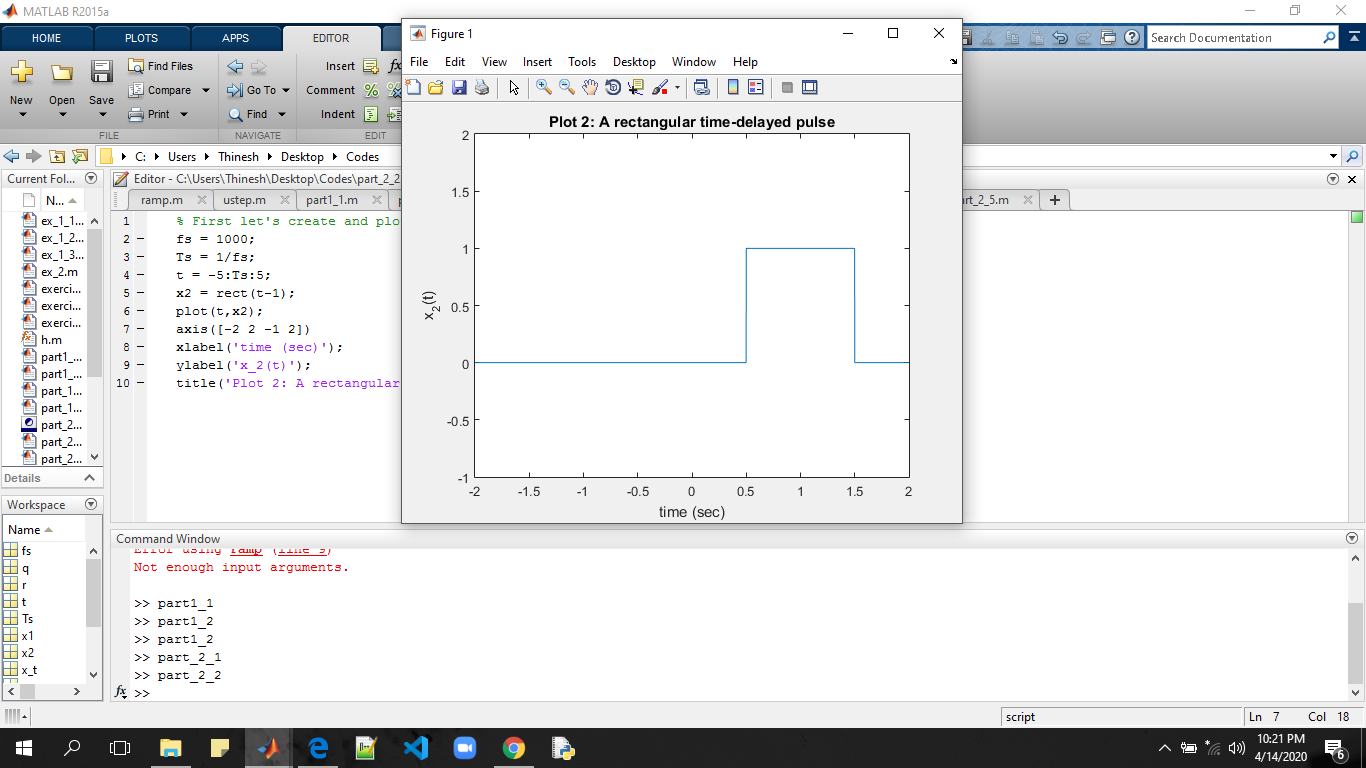 MATLAB R2015a
HOME PLOTS APPS EDITOR
Search Documentation
New Open Save
Find Files
Compare
Print
Go To
Find
Insert
Comment
Indent
FILE NAVIGATE EDIT
C: Users Thinesh Desktop Codes
Current Fol...
N...
ex_1_1...
ex_1_2...
ex_1_3...
ex_2.m
exerci...
exerci...
exerci...
h.m
part1_...
part1_...
part_1...
part_1...
part_2...
part_2...
part_2...
Details
Workspace
Name
fs
q
r
t
Ts
x1
x2
x_t
Editor - C:\Users\Thinesh\Desktop\Codes\part_2_2
ramp.m ustep.m part1_1.m
rt_2_5.m
1 % First let's create and plo
2 fs = 1000;
3 Ts = 1/fs;
4 t = -5:Ts:5;
5 x2 = rect(t-1);
6 plot(t,x2);
7 axis([-2 2 -1 2])
8 xlabel('time (sec)');
9 ylabel('x_2(t)');
10 title('Plot 2: A rectangular
Figure 1
File Edit View Insert Tools Desktop Window Help
Plot 2: A rectangular time-delayed pulse
2
1.5
1
0.5
0
-0.5
-1
x2(t)
-2 -1.5 -1 -0.5 0 0.5 1 1.5 2
time (sec)
Command Window
Error using ramp (line 9)
Not enough input arguments.
>> part1_1
>> part1_2
>> part1_2
>> part_2_1
>> part_2_2
fx >>
script
Ln 7 Col 18
10:21 PM
4/14/2020
6